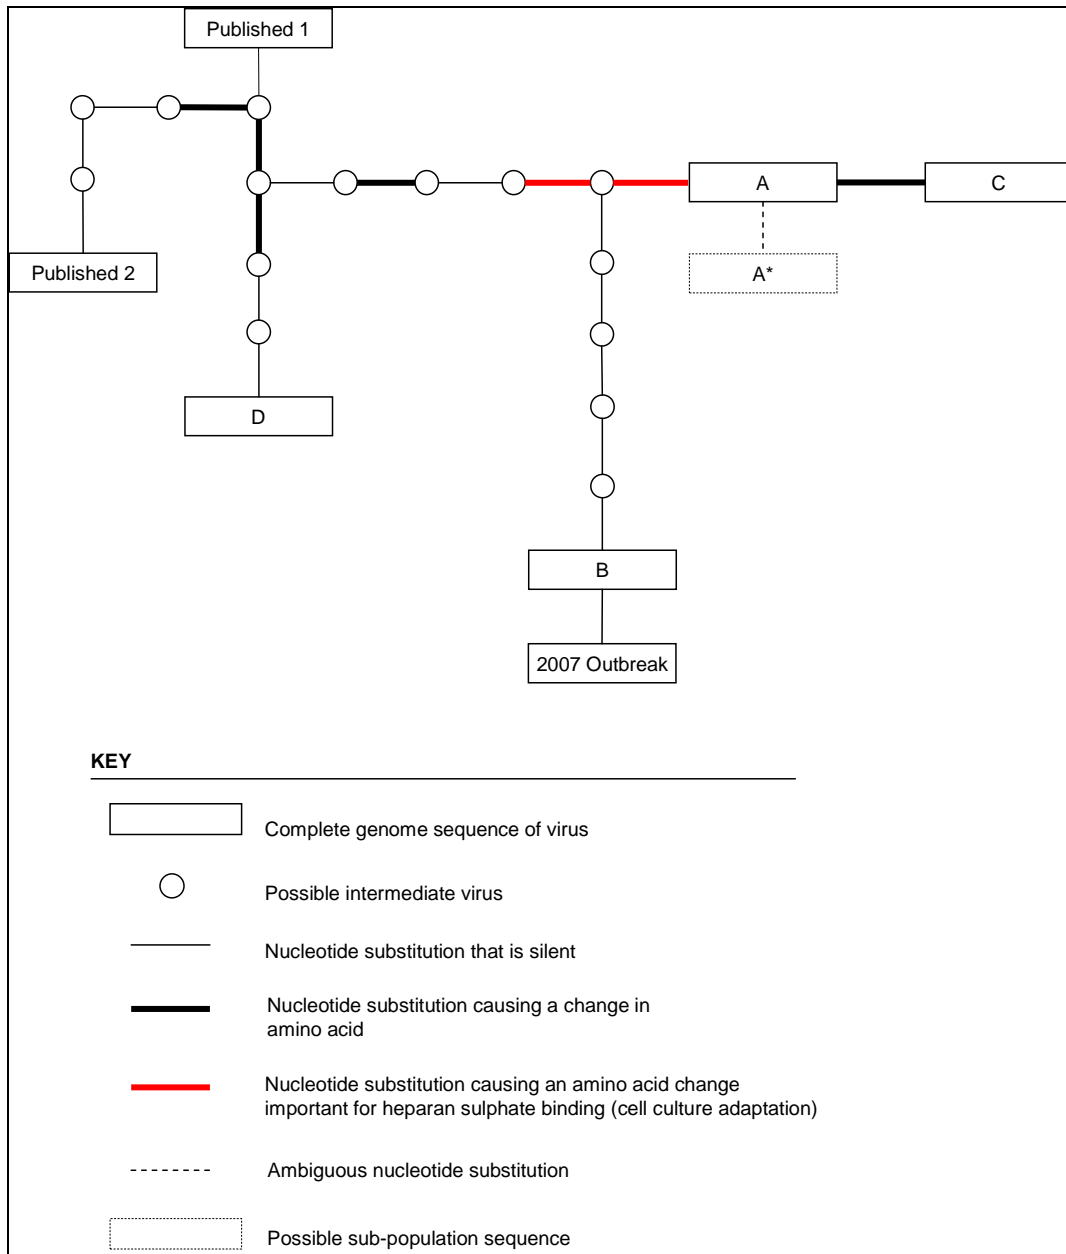 Published 1
A
C
Published 2
A*
D
B
2007 Outbreak
KEY
Complete genome sequence of virus
Possible intermediate virus
Nucleotide substitution that is silent
Nucleotide substitution causing a change in
amino acid
Nucleotide substitution causing an amino acid change
important for heparan sulphate binding (cell culture adaptation)
Ambiguous nucleotide substitution
Possible sub-population sequence